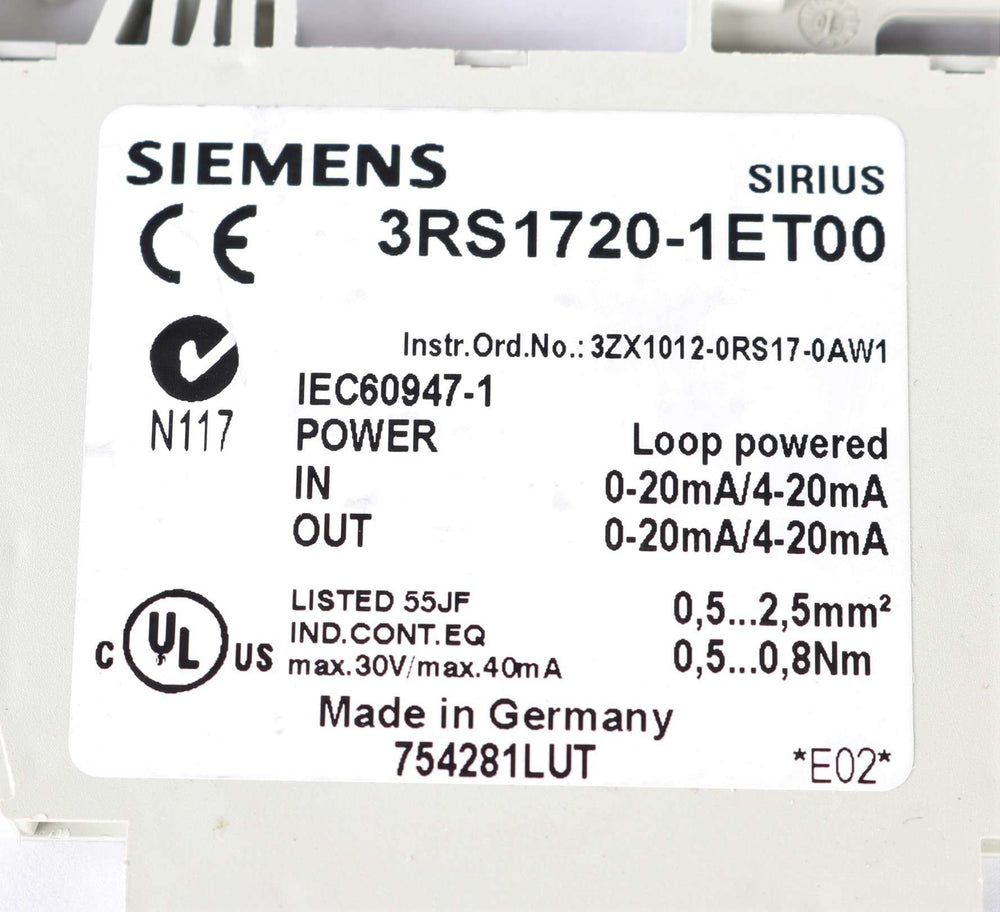 SIEMENS
SIRIUS
CE
3RS1720-1ET00
Instr.Ord.No.: 3ZX1012-0RS17-0AW1
N117
IEC60947-1
POWER Loop powered
IN 0-20mA/4-20mA
OUT 0-20mA/4-20mA
C UL US
LISTED 55JF 0,5...2,5mm²
IND.CONT.EQ
max.30V/max.40mA 0,5...0,8Nm
Made in Germany
754281LUT
*E02*